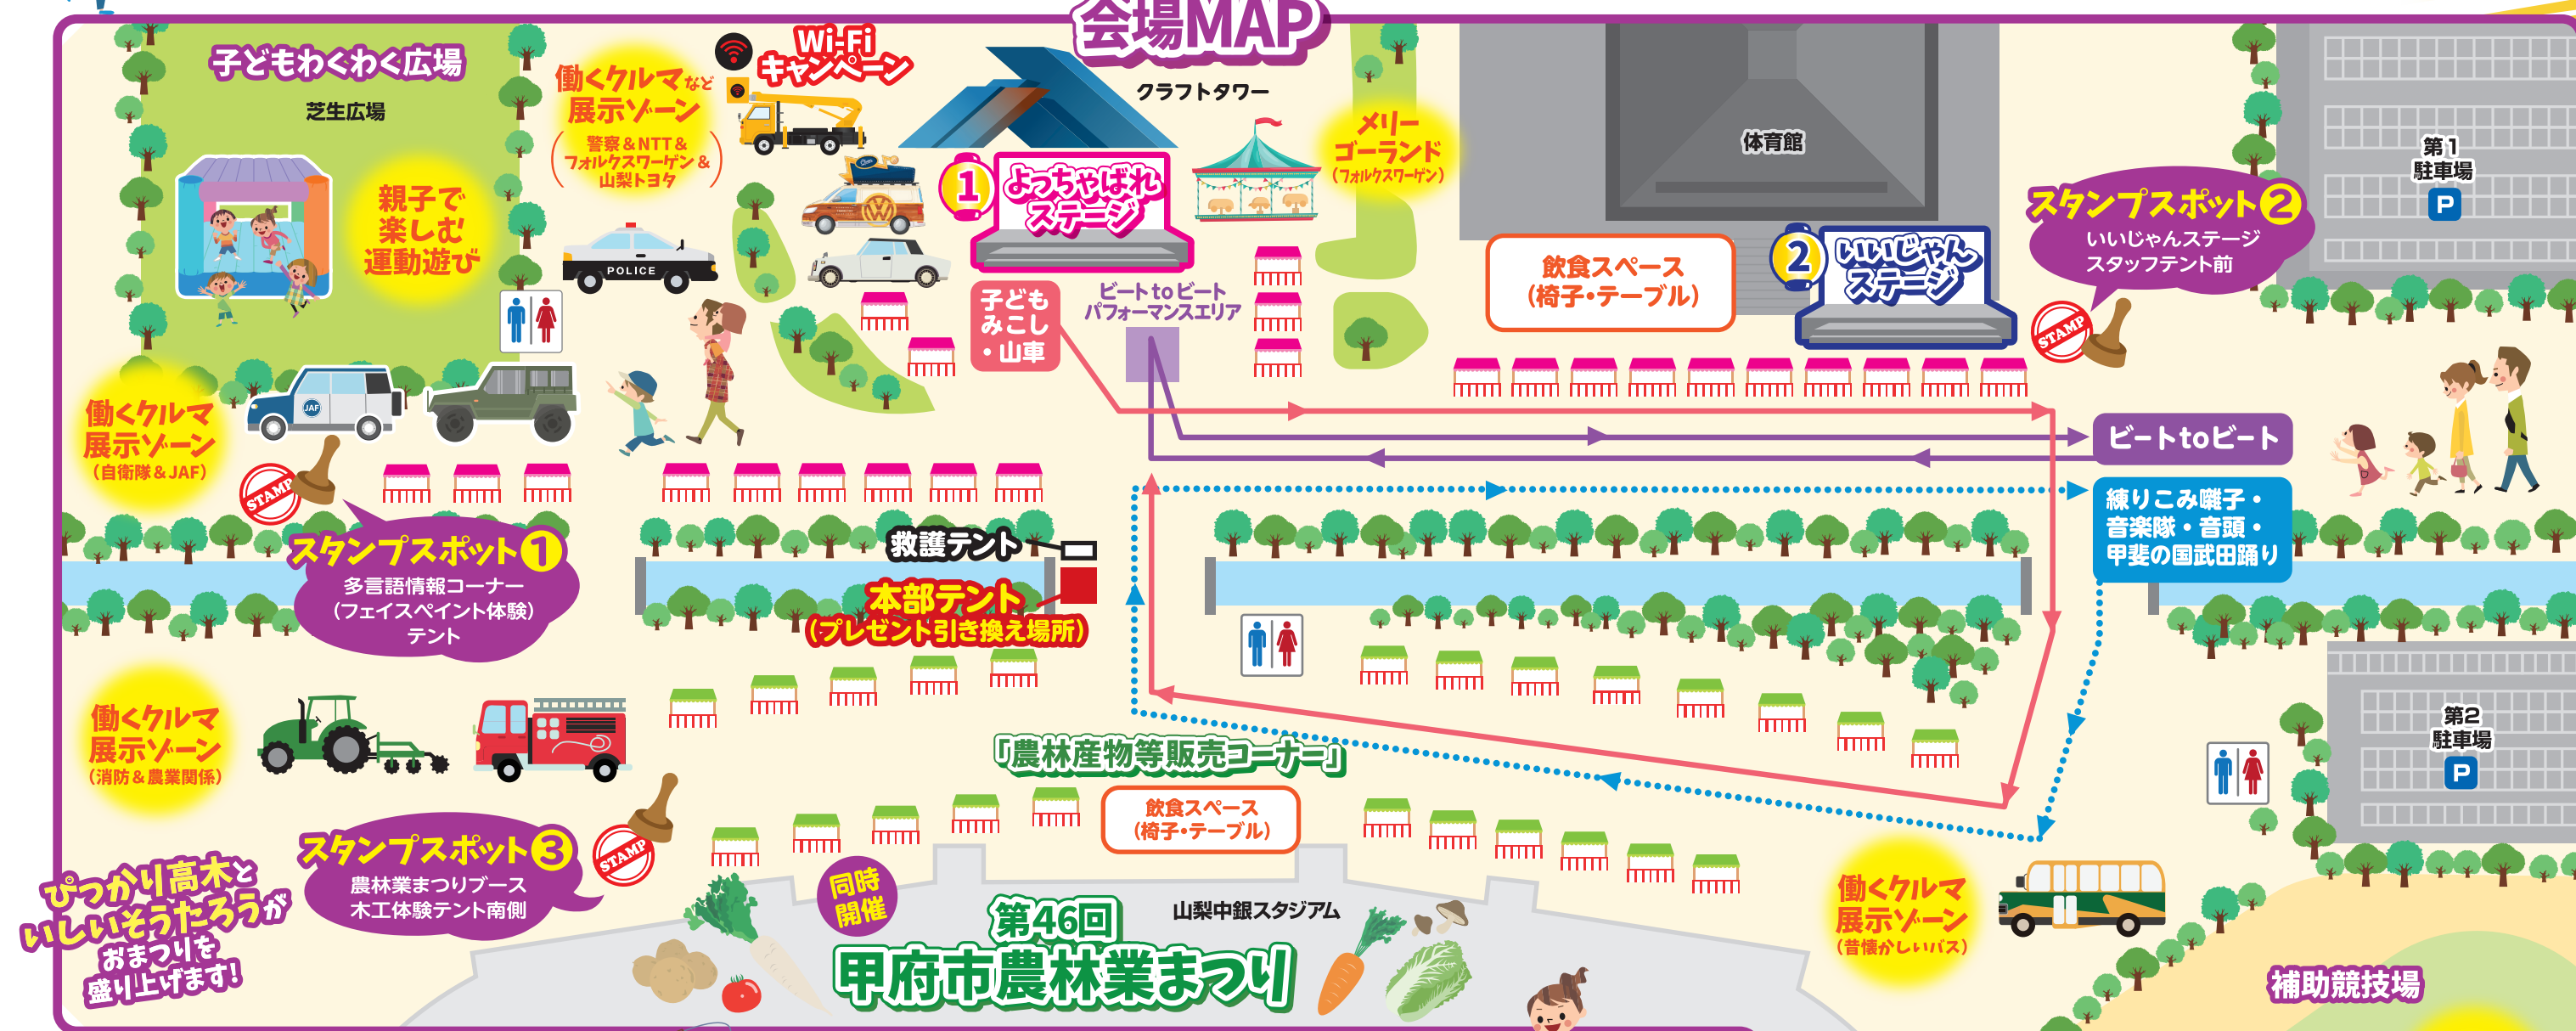 会場MAP
子どもわくわく広場
芝生広場
親子で
楽しむ
運動遊び
働くクルマなど
展示ゾーン
(警察&NTT&
フォルクスワーゲン&
山梨トヨタ)
Wi-Fi
キャンペーン
クラフトタワー
POLICE
1
よっちゃばれ
ステージ
メリー
ゴーランド
(フォルクスワーゲン)
体育館
第1
駐車場
P
スタンプスポット2
いいじゃんステージ
スタッフテント前
STAMP
飲食スペース
(椅子・テーブル)
2
いいじゃん
ステージ
子ども
みこし
・山車
ビートtoビート
パフォーマンスエリア
働くクルマ
展示ゾーン
(自衛隊&JAF)
JAF
STAMP
ビートtoビート
練りこみ囃子・
音楽隊・音頭・
甲斐の国武田踊り
スタンプスポット1
多言語情報コーナー
(フェイスペイント体験)
テント
救護テント
本部テント
(プレゼント引き換え場所)
働くクルマ
展示ゾーン
(消防&農業関係)
「農林産物等販売コーナー」
飲食スペース
(椅子・テーブル)
第2
駐車場
P
スタンプスポット3
農林業まつりブース
木工体験テント南側
STAMP
ぴっかり高木と
いしいそうたろうが
おまつりを
盛り上げます!
同時
開催
第46回
甲府市農林業まつり
山梨中銀スタジアム
働くクルマ
展示ゾーン
(昔懐かしいバス)
補助競技場